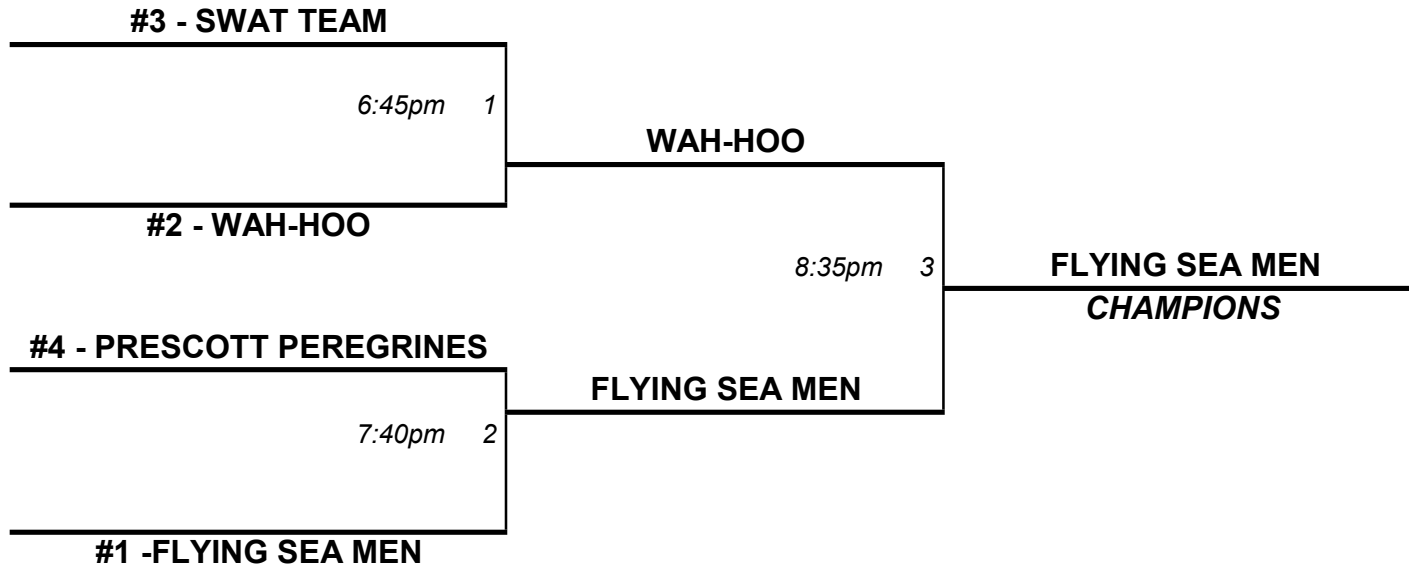 #3 - SWAT TEAM
6:45pm 1
WAH-HOO
#2 - WAH-HOO
8:35pm 3
FLYING SEA MEN
CHAMPIONS
#4 - PRESCOTT PEREGRINES
FLYING SEA MEN
7:40pm 2
#1 -FLYING SEA MEN